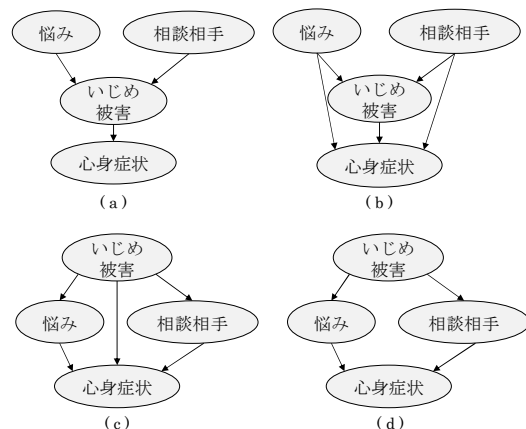 悩み
相談相手
いじめ
被害
心身症状
(a)
悩み
相談相手
いじめ
被害
心身症状
(b)
いじめ
被害
悩み
相談相手
心身症状
(c)
いじめ
被害
悩み
相談相手
心身症状
(d)